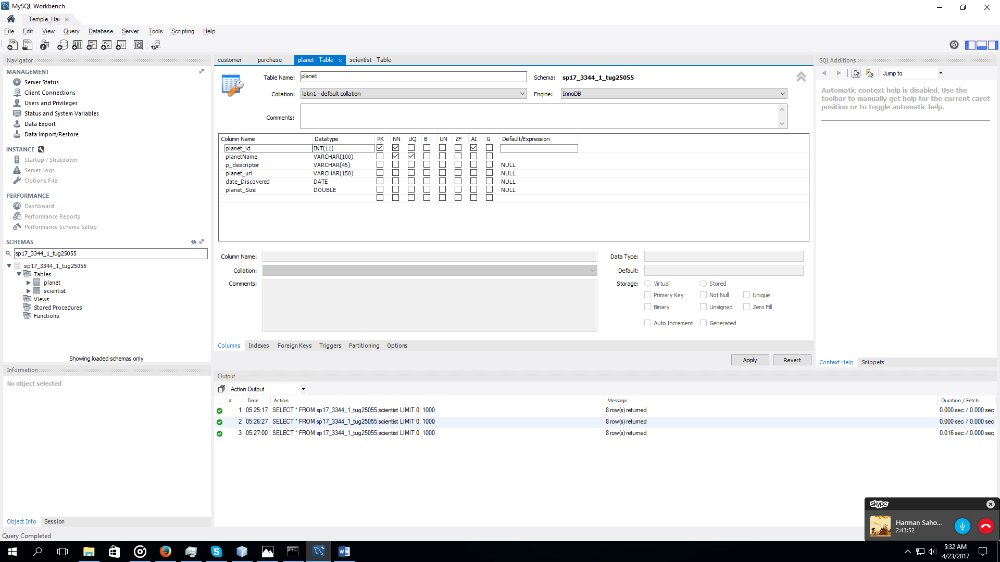 MySQL Workbench
Temple_Hai
File Edit View Query Database Server Tools Scripting Help
Navigator
MANAGEMENT
Server Status
Client Connections
Users and Privileges
Status and System Variables
Data Export
Data Import/Restore
INSTANCE
Startup / Shutdown
Server Logs
Options File
PERFORMANCE
Dashboard
Performance Reports
Performance Schema Setup
SCHEMAS
sp17_3344_1_tug25055
sp17_3344_1_tug25055
Tables
planet
scientist
Views
Stored Procedures
Functions
Showing loaded schemas only
Information
No object selected
Object Info Session
Query Completed
customer purchase planet - Table scientist - Table
Table Name: planet Schema: sp17_3344_1_tug25055
Collation: latin1 - default collation Engine: InnoDB
Comments:
Column Name Datatype PK NN UQ B UN ZF AI G Default/Expression
planet_id INT(11)
planetName VARCHAR(100)
p_descriptor VARCHAR(45) NULL
planet_url VARCHAR(150) NULL
date_Discovered DATE NULL
planet_Size DOUBLE NULL
Column Name: Data Type:
Collation: Default:
Comments: Storage: Virtual Stored
Primary Key Not Null Unique
Binary Unsigned Zero Fill
Auto Increment Generated
Columns Indexes Foreign Keys Triggers Partitioning Options
Apply Revert
Output
Action Output
# Time Action Message Duration / Fetch
1 05:25:17 SELECT * FROM sp17_3344_1_tug25055.scientist LIMIT 0, 1000 8 row(s) returned 0.000 sec / 0.000 sec
2 05:26:27 SELECT * FROM sp17_3344_1_tug25055.scientist LIMIT 0, 1000 8 row(s) returned 0.000 sec / 0.000 sec
3 05:27:00 SELECT * FROM sp17_3344_1_tug25055.scientist LIMIT 0, 1000 8 row(s) returned 0.016 sec / 0.000 sec
SQLAdditions
Jump to
Automatic context help is disabled. Use the
toolbar to manually get help for the current caret
position or to toggle automatic help.
Context Help Snippets
skype
Harman Saho...
2:43:52
5:32 AM
4/23/2017